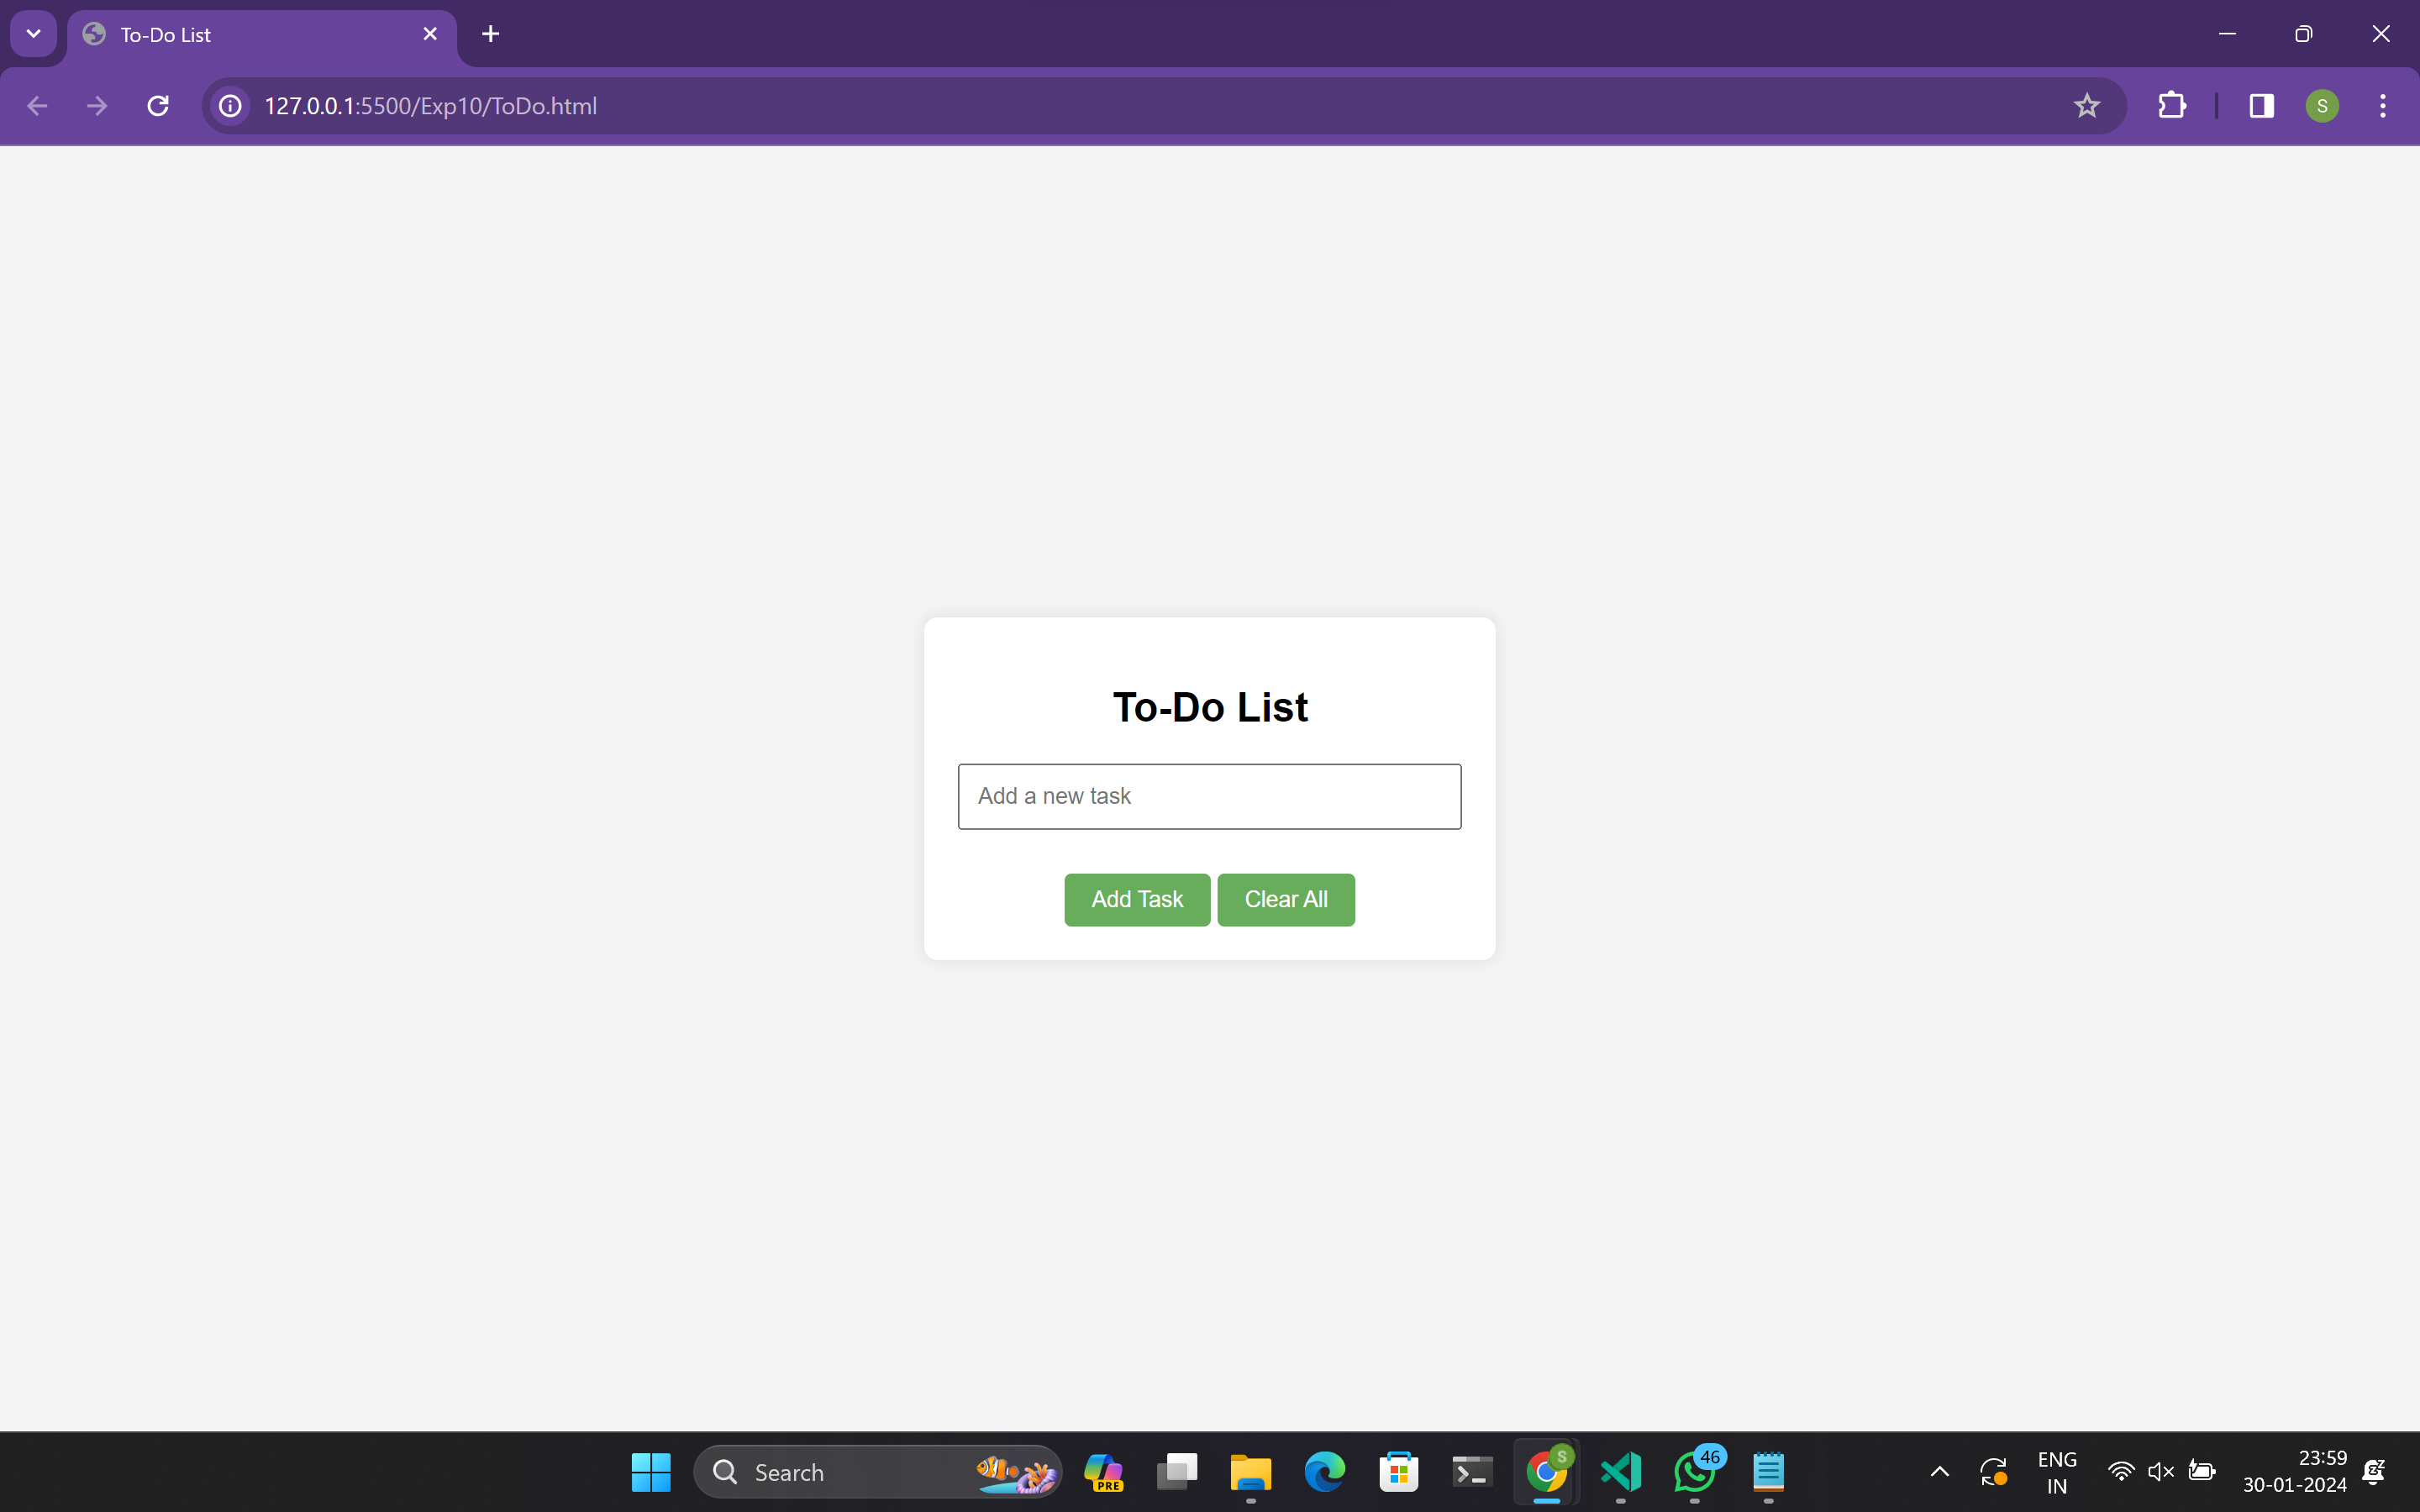 To-Do List
127.0.0.1:5500/Exp10/ToDo.html
S
To-Do List
Add a new task
Add Task
Clear All
Search
PRE
S
46
ENG
IN
23:59
30-01-2024